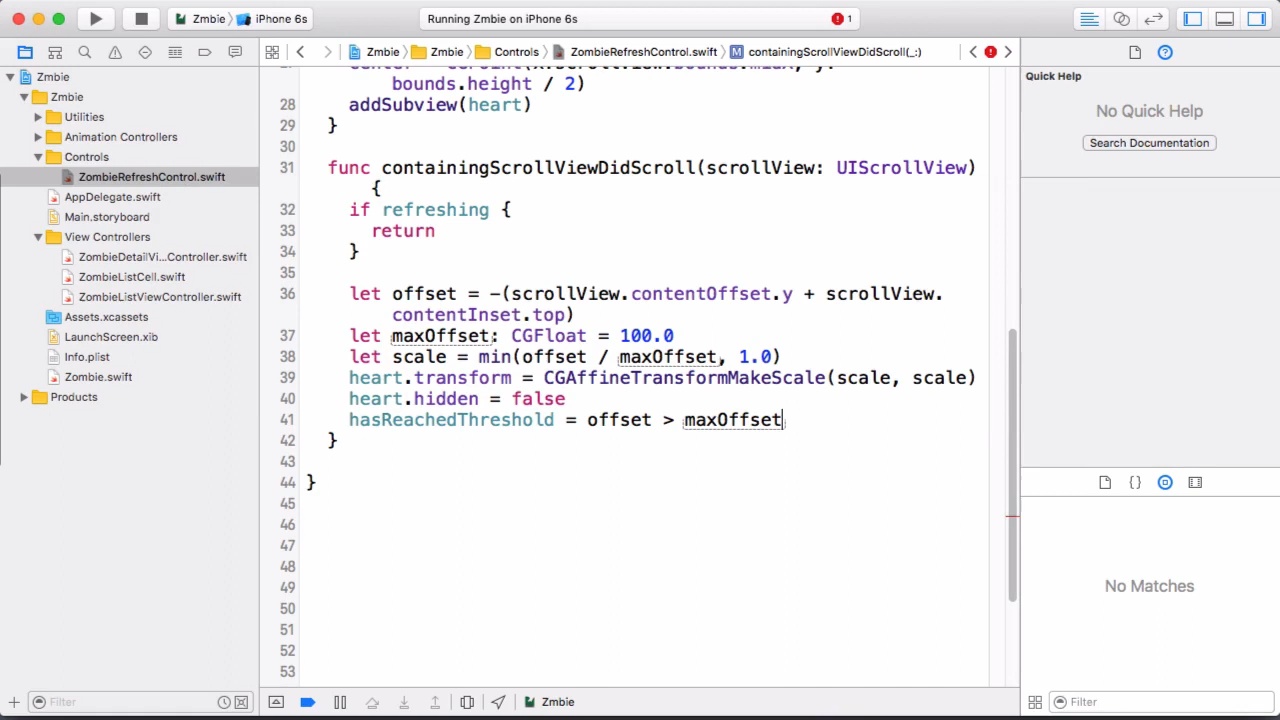 Zmbie iPhone 6s
Running Zmbie on iPhone 6s
1
Zmbie Zmbie Controls ZombieRefreshControl.swift M containingScrollViewDidScroll(_:)
Zmbie
Zmbie
Utilities
Animation Controllers
Controls
ZombieRefreshControl.swift
AppDelegate.swift
Main.storyboard
View Controllers
ZombieDetailVi...Controller.swift
ZombieListCell.swift
ZombieListViewController.swift
Assets.xcassets
LaunchScreen.xib
Info.plist
Zombie.swift
Products
Filter
bounds.height / 2)
28 addSubview(heart)
29 }
30
31 func containingScrollViewDidScroll(scrollView: UIScrollView)
{
32 if refreshing {
33 return
34 }
35
36 let offset = -(scrollView.contentOffset.y + scrollView.
contentInset.top)
37 let maxOffset: CGFloat = 100.0
38 let scale = min(offset / maxOffset, 1.0)
39 heart.transform = CGAffineTransformMakeScale(scale, scale)
40 heart.hidden = false
41 hasReachedThreshold = offset > maxOffset
42 }
43
44 }
45
46
47
48
49
50
51
52
53
Zmbie
Quick Help
No Quick Help
Search Documentation
{}
No Matches
Filter